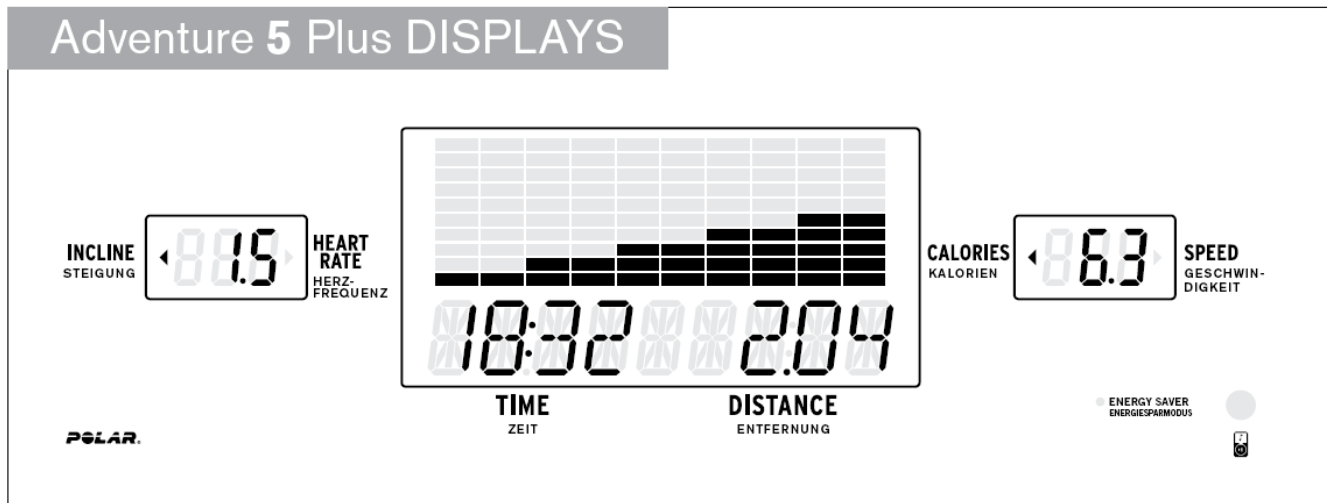 Adventure 5 Plus DISPLAYS
INCLINE
STEIGUNG
1.5
HEART
RATE
HERZ-
FREQUENZ
18:32
2.04
TIME
ZEIT
DISTANCE
ENTFERNUNG
CALORIES
KALORIEN
6.3
SPEED
GESCHWIN-
DIGKEIT
ENERGY SAVER
ENERGIESPARMODUS
POLAR.